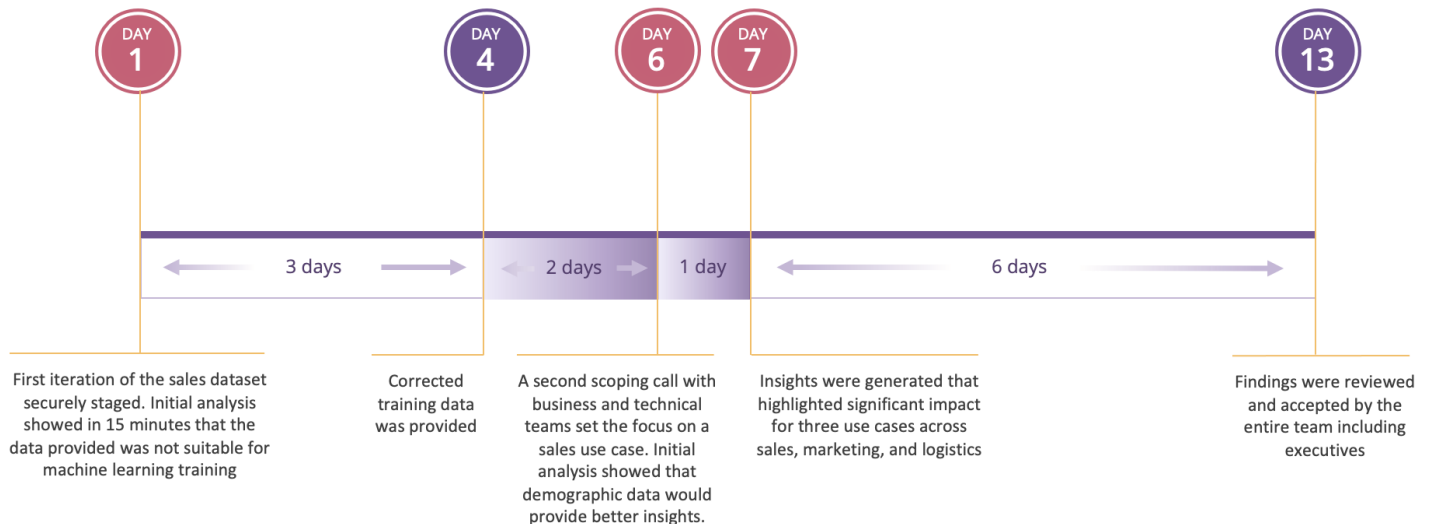 DAY
1
DAY
4
DAY
6
DAY
7
DAY
13
3 days
2 days
1 day
6 days
First iteration of the sales dataset
securely staged. Initial analysis
showed in 15 minutes that the
data provided was not suitable for
machine learning training
Corrected
training data
was provided
A second scoping call with
business and technical
teams set the focus on a
sales use case. Initial
analysis showed that
demographic data would
provide better insights.
Insights were generated that
highlighted significant impact
for three use cases across
sales, marketing, and logistics
Findings were reviewed
and accepted by the
entire team including
executives